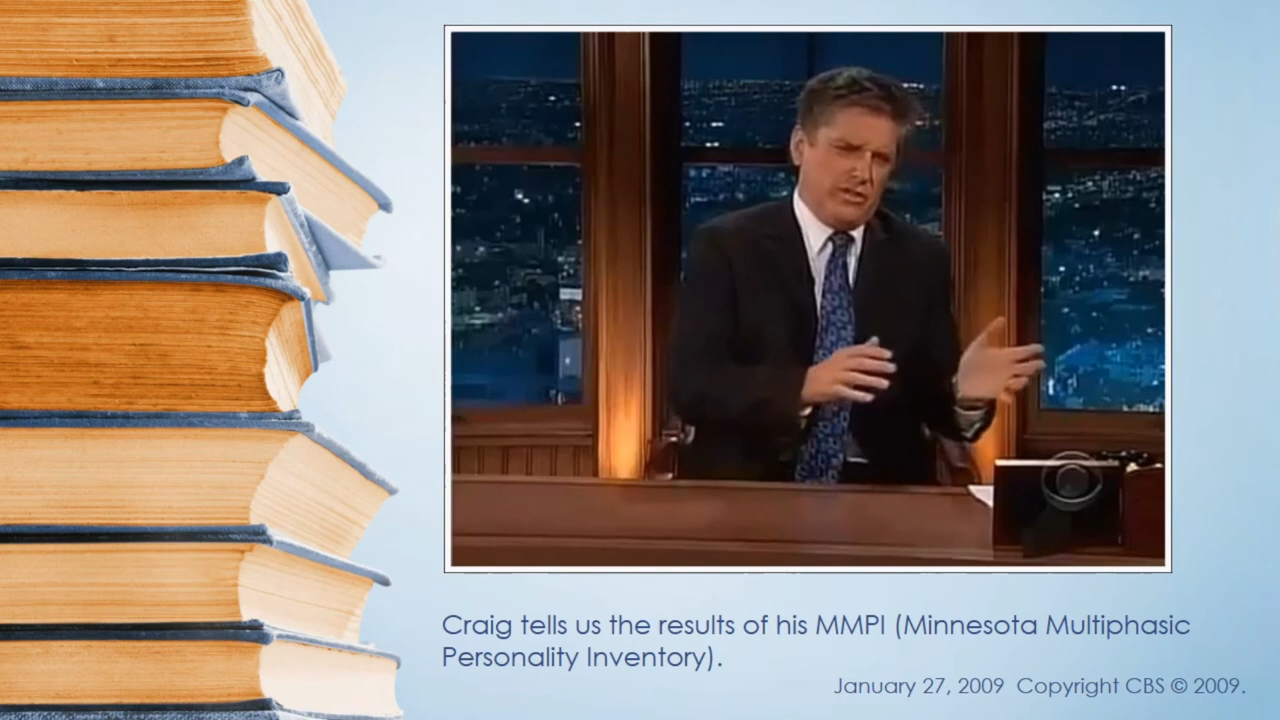 Craig tells us the results of his MMPI (Minnesota Multiphasic
Personality Inventory).
January 27, 2009  Copyright CBS © 2009.